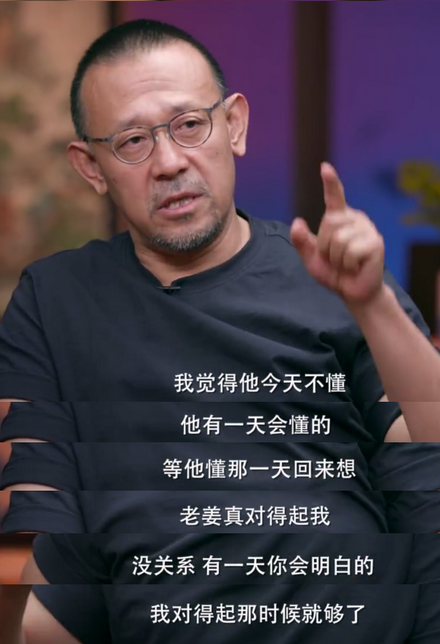 我觉得他今天不懂
他有一天会懂的
等他懂那一天回来想
老姜真对得起我
没关系 有一天你会明白的
我对得起那时候就够了